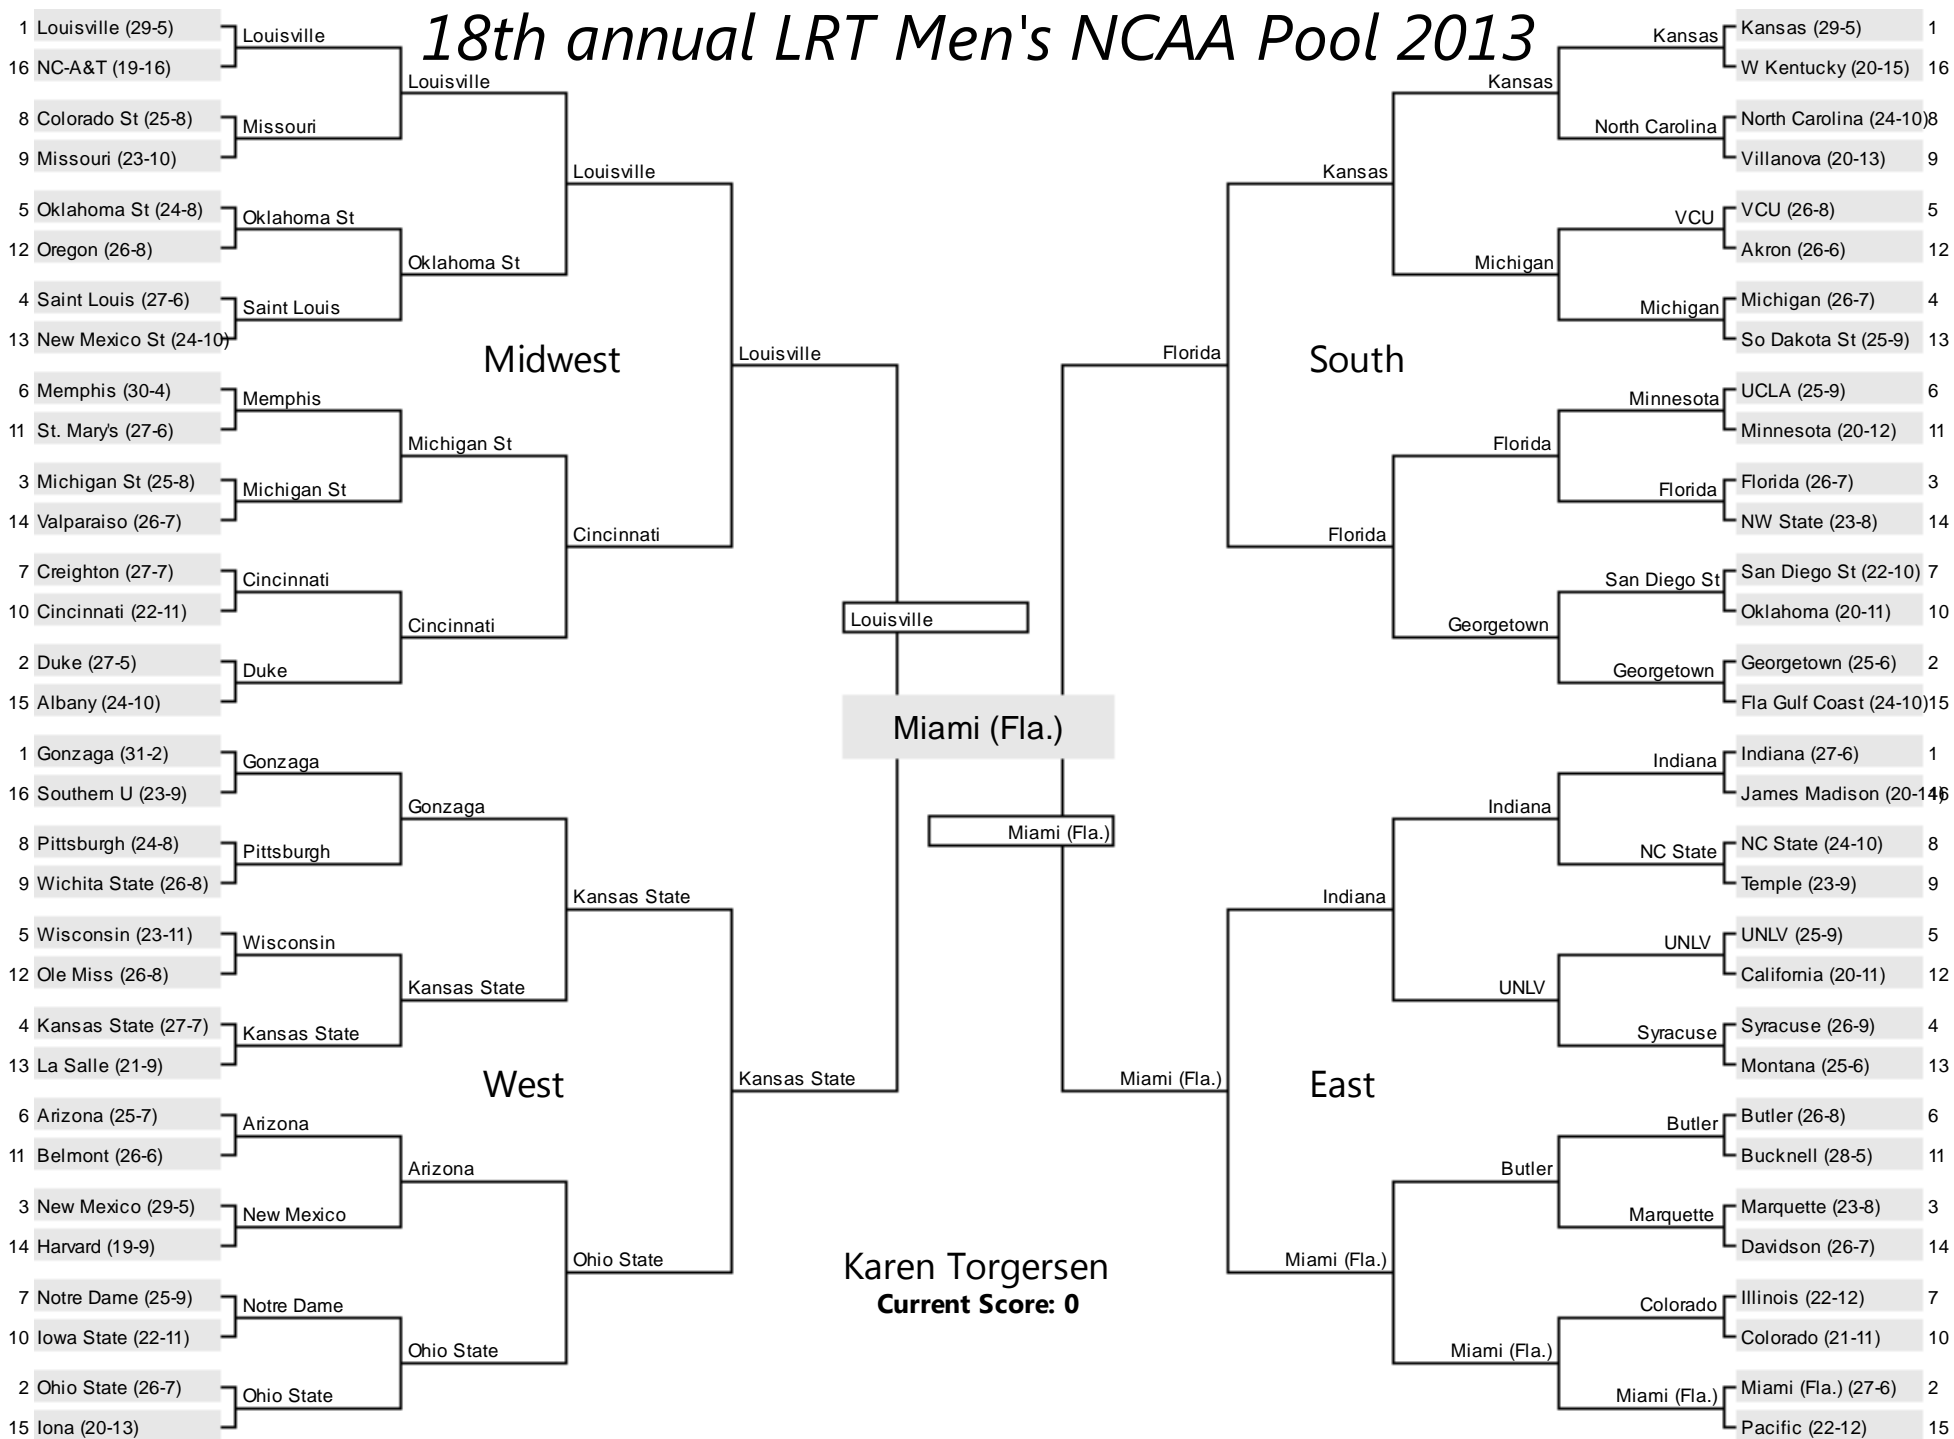 18th annual LRT Men's NCAA Pool 2013
1 Louisville (29-5)
16 NC-A&T (19-16)
8 Colorado St (25-8)
9 Missouri (23-10)
5 Oklahoma St (24-8)
12 Oregon (26-8)
4 Saint Louis (27-6)
13 New Mexico St (24-10)
6 Memphis (30-4)
11 St. Mary's (27-6)
3 Michigan St (25-8)
14 Valparaiso (26-7)
7 Creighton (27-7)
10 Cincinnati (22-11)
2 Duke (27-5)
15 Albany (24-10)
Louisville
Missouri
Oklahoma St
Saint Louis
Memphis
Michigan St
Cincinnati
Duke
Louisville
Oklahoma St
Michigan St
Cincinnati
Louisville
Cincinnati
Midwest
Louisville
1 Gonzaga (31-2)
16 Southern U (23-9)
8 Pittsburgh (24-8)
9 Wichita State (26-8)
5 Wisconsin (23-11)
12 Ole Miss (26-8)
4 Kansas State (27-7)
13 La Salle (21-9)
6 Arizona (25-7)
11 Belmont (26-6)
3 New Mexico (29-5)
14 Harvard (19-9)
7 Notre Dame (25-9)
10 Iowa State (22-11)
2 Ohio State (26-7)
15 Iona (20-13)
Gonzaga
Pittsburgh
Wisconsin
Kansas State
Arizona
New Mexico
Notre Dame
Ohio State
Gonzaga
Kansas State
Arizona
Ohio State
Kansas State
Ohio State
West
Kansas State
Louisville
Miami (Fla.)
Miami (Fla.)
Karen Torgersen
Current Score: 0
Kansas (29-5) 1
W Kentucky (20-15) 16
North Carolina (24-10) 8
Villanova (20-13) 9
VCU (26-8) 5
Akron (26-6) 12
Michigan (26-7) 4
So Dakota St (25-9) 13
UCLA (25-9) 6
Minnesota (20-12) 11
Florida (26-7) 3
NW State (23-8) 14
San Diego St (22-10) 7
Oklahoma (20-11) 10
Georgetown (25-6) 2
Fla Gulf Coast (24-10) 15
Kansas
North Carolina
VCU
Michigan
Minnesota
Florida
San Diego St
Georgetown
Kansas
Michigan
Florida
Georgetown
Kansas
Florida
South
Florida
Indiana (27-6) 1
James Madison (20-14) 16
NC State (24-10) 8
Temple (23-9) 9
UNLV (25-9) 5
California (20-11) 12
Syracuse (26-9) 4
Montana (25-6) 13
Butler (26-8) 6
Bucknell (28-5) 11
Marquette (23-8) 3
Davidson (26-7) 14
Illinois (22-12) 7
Colorado (21-11) 10
Miami (Fla.) (27-6) 2
Pacific (22-12) 15
Indiana
NC State
UNLV
Syracuse
Butler
Marquette
Colorado
Miami (Fla.)
Indiana
UNLV
Butler
Miami (Fla.)
Indiana
Miami (Fla.)
East
Miami (Fla.)